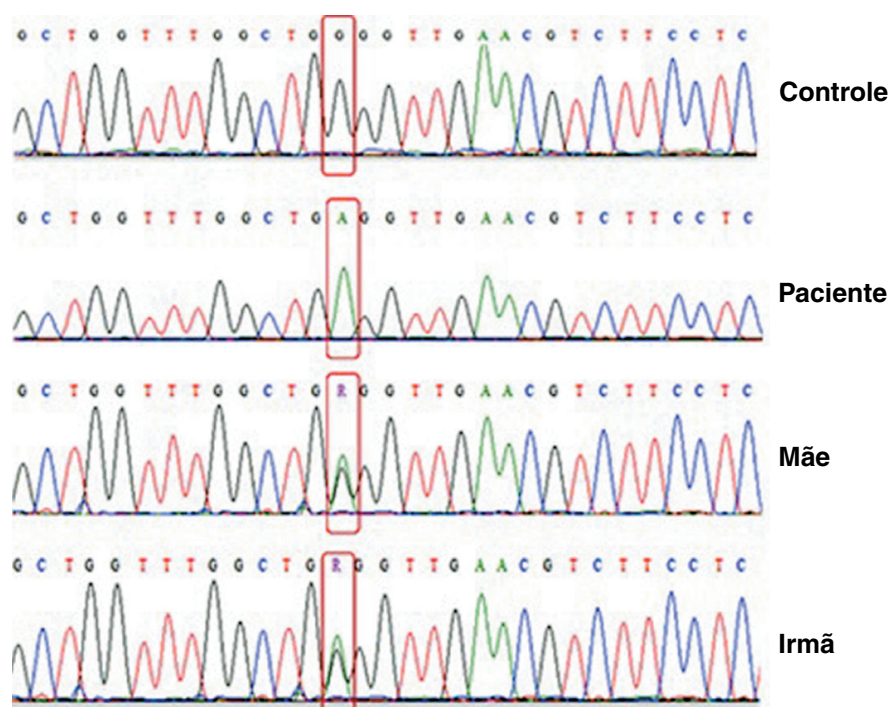 G C T G G T T T G G C T G G G G T T G A A C G T C T T C C T C
Controle
G C T G G T T T G G C T G A G G T T G A A C G T C T T C C T C
Paciente
G C T G G T T T G G C T G R G G T T G A A C G T C T T C C T C
Mãe
G C T G G T T T G G C T G R G G T T G A A C G T C T T C C T C
Irmã